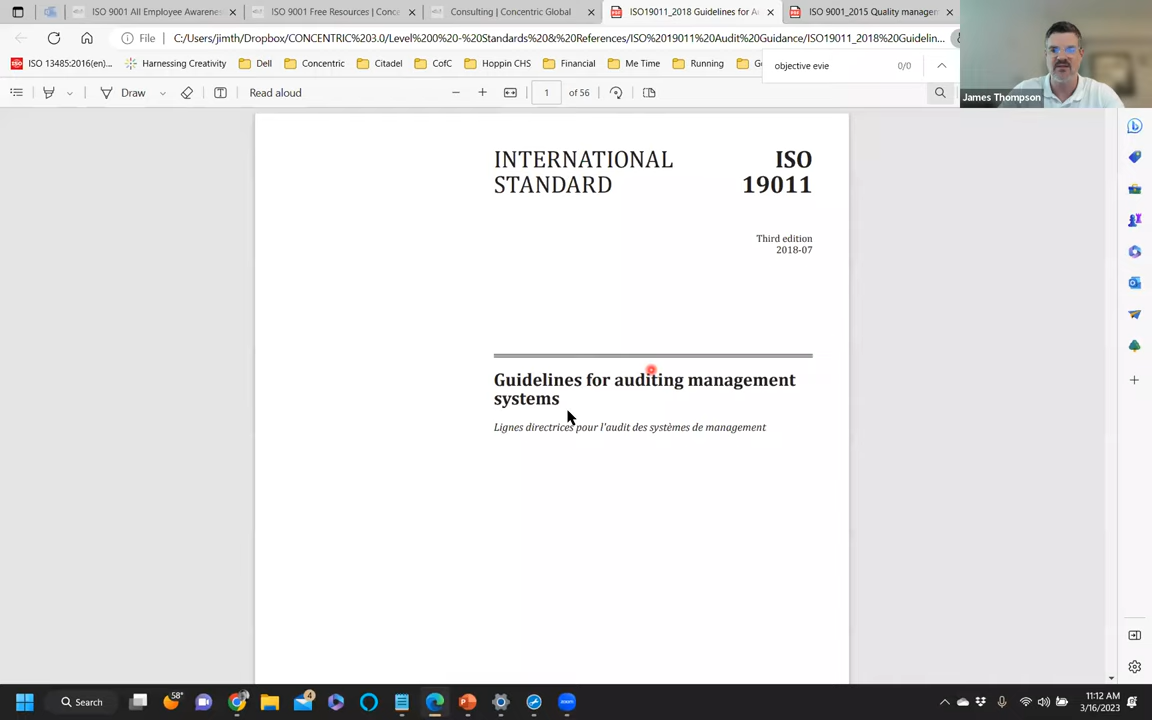 ISO 9001 All Employee Awarene
ISO 9001 Free Resources | Conce
Consulting | Concentric Global
ISO19011_2018 Guidelines for A
ISO 9001_2015 Quality managem
File
C:/Users/jimth/Dropbox/CONCENTRIC%203.0/Level%200%20-%20Standards%20&%20References/ISO%2019011%20Audit%20Guidance/ISO19011_2018%20Guidelin...
ISO 13485:2016(en)...
Harnessing Creativity
Dell
Concentric
Citadel
CofC
Hoppin CHS
Financial
Me Time
Running
objective evie
0/0
Draw
Read aloud
1
of 56
James Thompson
INTERNATIONAL
STANDARD
ISO
19011
Third edition
2018-07
Guidelines for auditing management
systems
Lignes directrices pour l'audit des systèmes de management
58°
Search
4
zoom
11:12 AM
3/16/2023